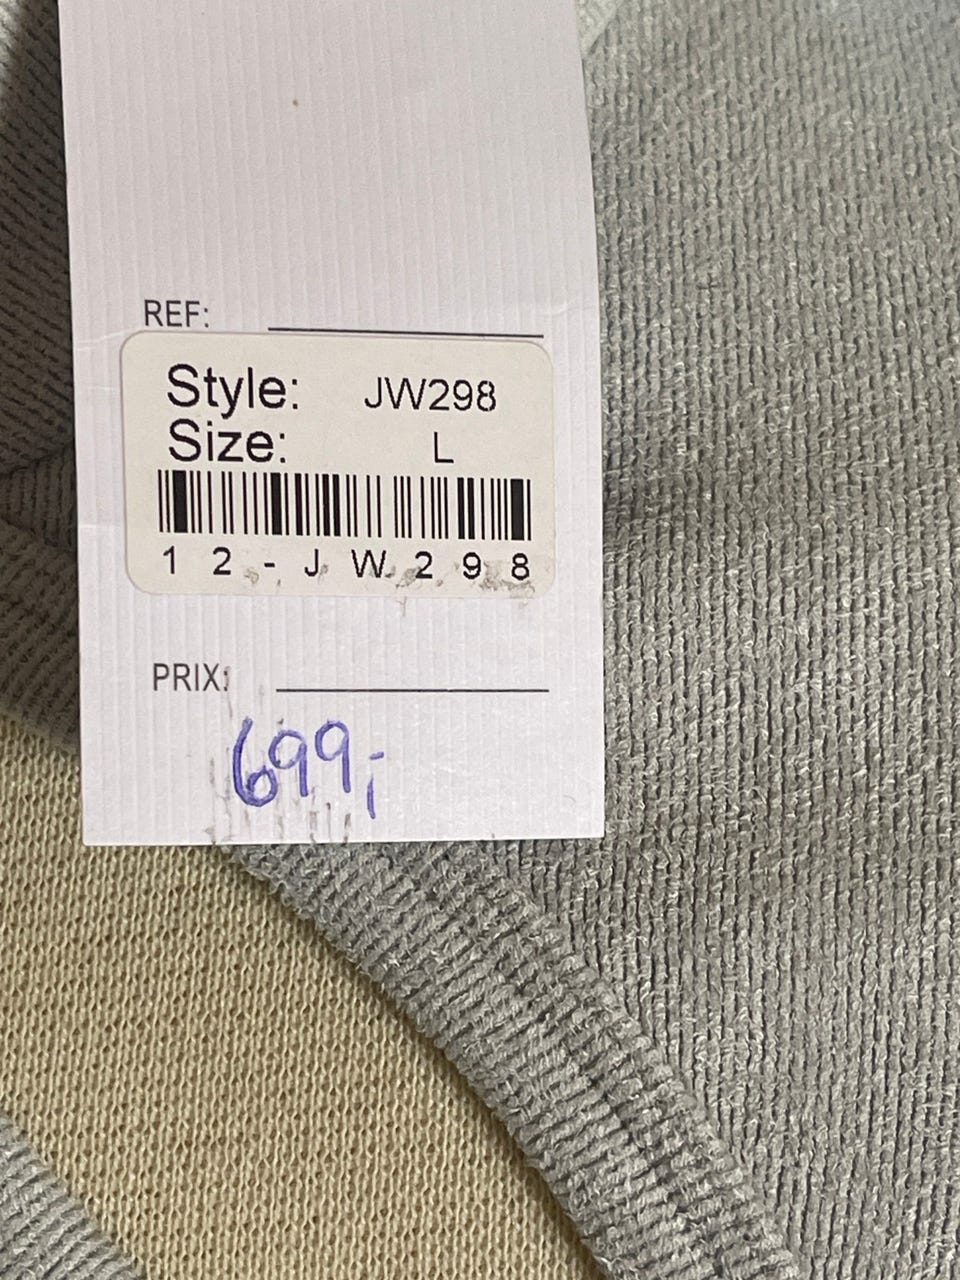 REF:
Style: JW298
Size: L
12-JW298
PRIX:
699,-